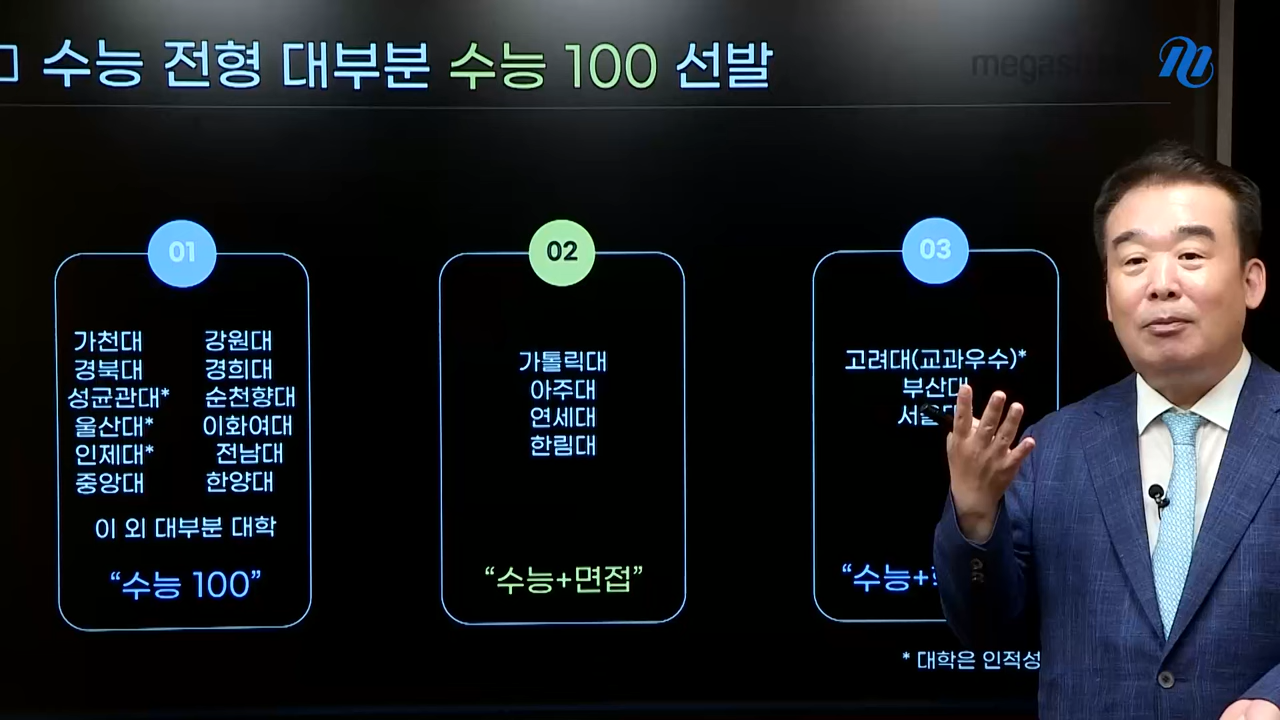 수능 전형 대부분 수능 100 선발
01
가천대 강원대
경북대 경희대
성균관대* 순천향대
울산대* 이화여대
인제대* 전남대
중앙대 한양대
이 외 대부분 대학
“수능 100”
02
가톨릭대
아주대
연세대
한림대
“수능+면접”
03
고려대(교과우수)*
부산대
“수능+
* 대학은 인적성